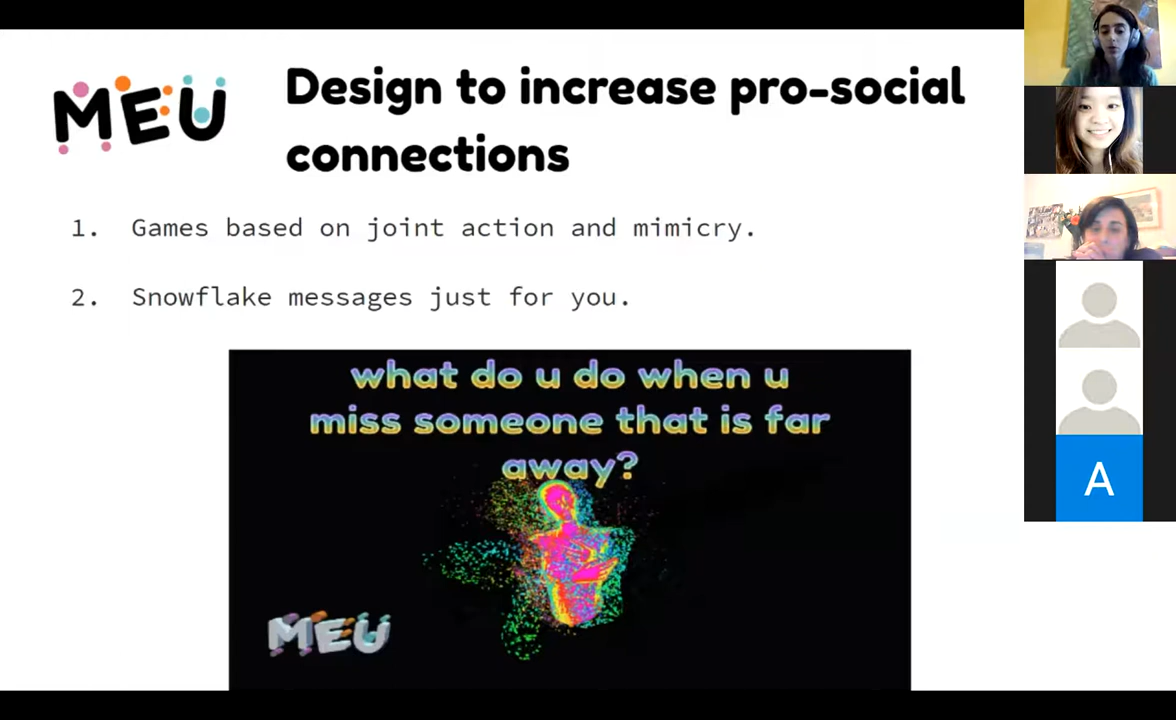 MEU
Design to increase pro-social
connections
1. Games based on joint action and mimicry.
2. Snowflake messages just for you.
what do u do when u
miss someone that is far
away?
MEU
A